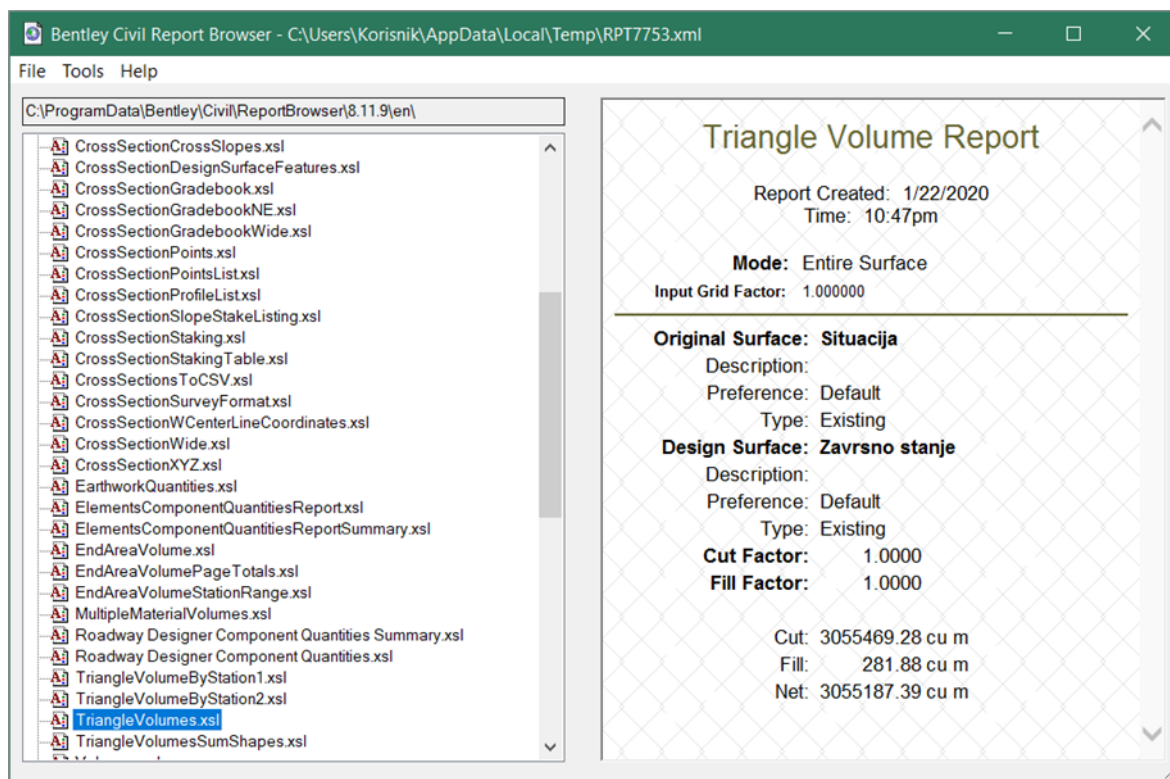 Bentley Civil Report Browser - C:\Users\Korisnik\AppData\Local\Temp\RPT7753.xml
File Tools Help
C:\ProgramData\Bentley\Civil\ReportBrowser\8.11.9\en\
CrossSectionCrossSlopes.xsl
CrossSectionDesignSurfaceFeatures.xsl
CrossSectionGradebook.xsl
CrossSectionGradebookNE.xsl
CrossSectionGradebookWide.xsl
CrossSectionPoints.xsl
CrossSectionPointsList.xsl
CrossSectionProfileList.xsl
CrossSectionSlopeStakeListing.xsl
CrossSectionStaking.xsl
CrossSectionStakingTable.xsl
CrossSectionsToCSV.xsl
CrossSectionSurveyFormat.xsl
CrossSectionWCenterLineCoordinates.xsl
CrossSectionWide.xsl
CrossSectionXYZ.xsl
EarthworkQuantities.xsl
ElementsComponentQuantitiesReport.xsl
ElementsComponentQuantitiesReportSummary.xsl
EndAreaVolume.xsl
EndAreaVolumePageTotals.xsl
EndAreaVolumeStationRange.xsl
MultipleMaterialVolumes.xsl
Roadway Designer Component Quantities Summary.xsl
Roadway Designer Component Quantities.xsl
TriangleVolumeByStation1.xsl
TriangleVolumeByStation2.xsl
TriangleVolumes.xsl
TriangleVolumesSumShapes.xsl
Triangle Volume Report
Report Created: 1/22/2020
Time: 10:47pm
Mode: Entire Surface
Input Grid Factor: 1.000000
Original Surface: Situacija
Description:
Preference: Default
Type: Existing
Design Surface: Zavrsno stanje
Description:
Preference: Default
Type: Existing
Cut Factor: 1.0000
Fill Factor: 1.0000
Cut: 3055469.28 cu m
Fill: 281.88 cu m
Net: 3055187.39 cu m